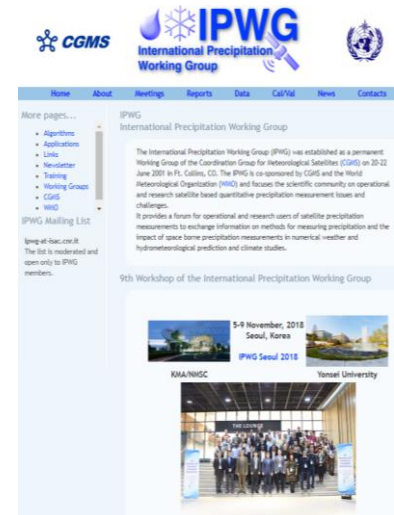 CGMS
IPWG
International Precipitation
Working Group
Home About Meetings Reports Data Cal/Val News Contacts
More pages...
Algorithms
Applications
Links
Newsletter
Training
Working Groups
CGMS
WMO
IPWG Mailing List
ipwg-at-isac.cnr.it
The list is moderated and
open only to IPWG
members.
IPWG
International Precipitation Working Group
The International Precipitation Working Group (IPWG) was established as a permanent
Working Group of the Coordination Group for Meteorological Satellites (CGMS) on 20-22
June 2001 in Ft. Collins, CO. The IPWG is co-sponsored by CGMS and the World
Meteorological Organization (WMO) and focuses the scientific community on operational
and research satellite based quantitative precipitation measurement issues and
challenges.
It provides a forum for operational and research users of satellite precipitation
measurements to exchange information on methods for measuring precipitation and the
impact of space borne precipitation measurements in numerical weather and
hydrometeorological prediction and climate studies.
9th Workshop of the International Precipitation Working Group
5-9 November, 2018
Seoul, Korea
IPWG Seoul 2018
KMA/NMSC Yonsei University
THE LOUNGE